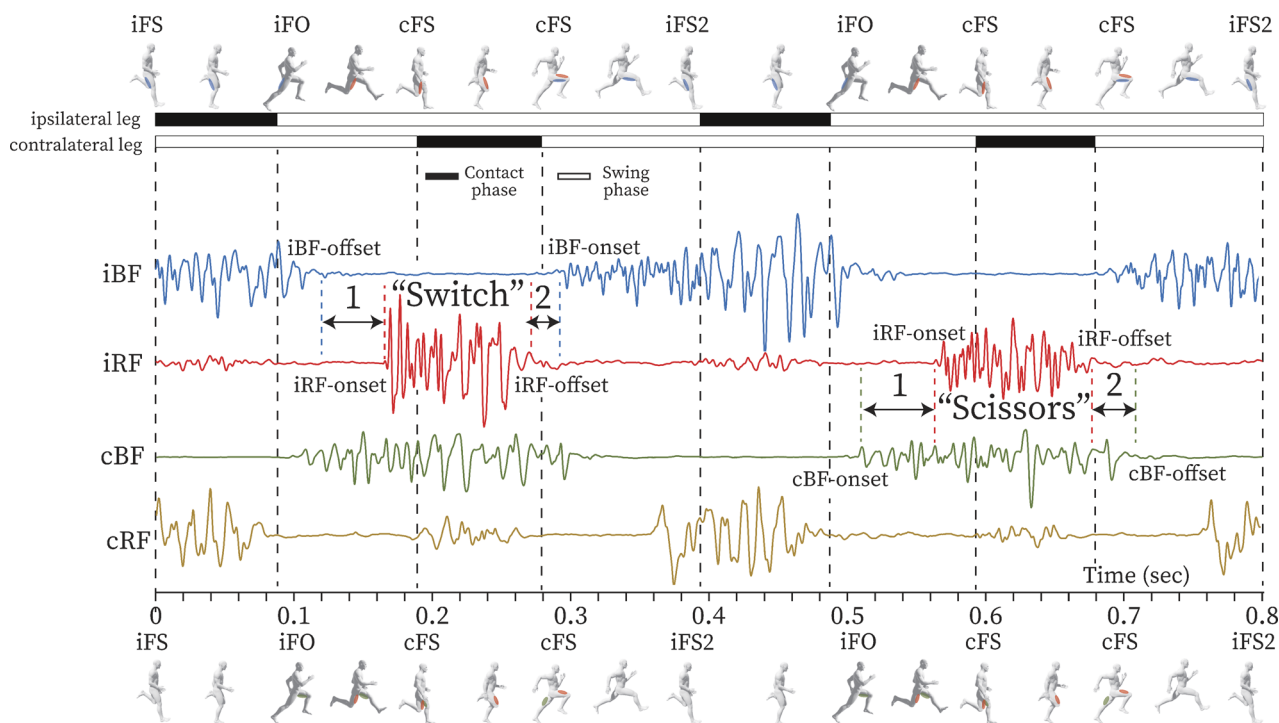 iFS iFO cFS cFS iFS2 iFO cFS cFS iFS2
ipsilateral leg
contralateral leg
Contact phase
Swing phase
iBF-offset iBF-onset
iBF
1 “Switch” 2
iRF-onset iRF-offset
iRF
iRF-onset iRF-offset
1 “Scissors” 2
cBF
cBF-onset cBF-offset
cRF
Time (sec)
0 0.1 0.2 0.3 0.4 0.5 0.6 0.7 0.8
iFS iFO cFS cFS iFS2 iFO cFS cFS iFS2